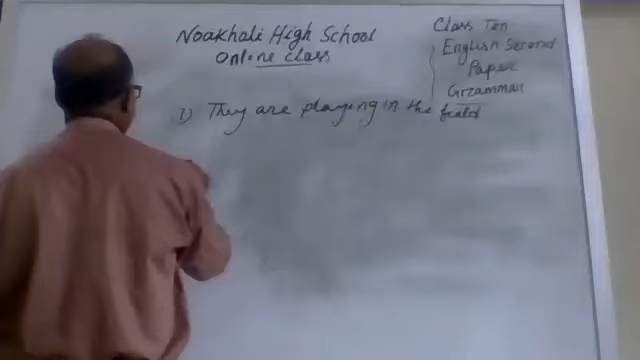 Noakhali High School
Online class
Class Ten
English Second
Paper
Grammar
1) They are playing in the field